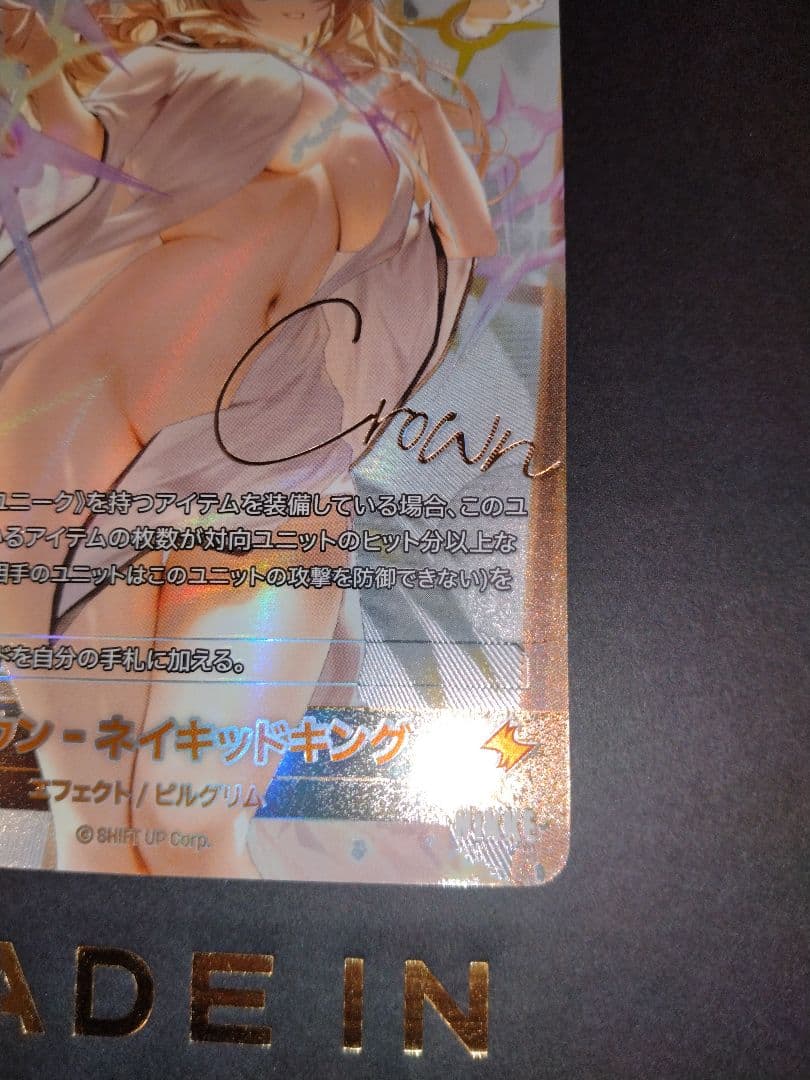 Crown
ユニーク》を持つアイテムを装備している場合、このユ
いるアイテムの枚数が対向ユニットのヒット分以上な
相手のユニットはこのユニットの攻撃を防御できない)を
ドを自分の手札に加える。
ウン-ネイキッドキング
エフェクト / ピルグリム
© SHIFT UP Corp.
NIKKE
ADE IN